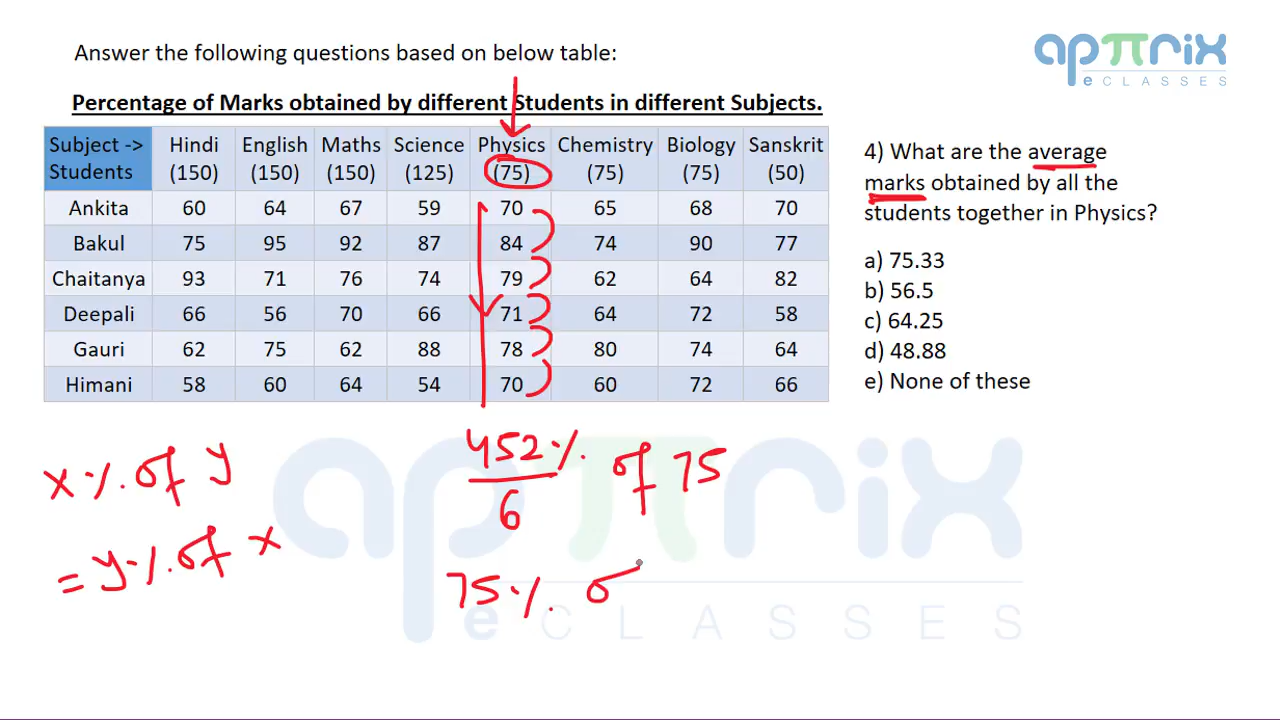 Answer the following questions based on below table:
apπrix
e CLASSES
Percentage of Marks obtained by different Students in different Subjects.
Subject -> Students Hindi (150) English (150) Maths (150) Science (125) Physics (75) Chemistry (75) Biology (75) Sanskrit (50)
Ankita 60 64 67 59 70 65 68 70
Bakul 75 95 92 87 84 74 90 77
Chaitanya 93 71 76 74 79 62 64 82
Deepali 66 56 70 66 71 64 72 58
Gauri 62 75 62 88 78 80 74 64
Himani 58 60 64 54 70 60 72 66
4) What are the average
marks obtained by all the
students together in Physics?
a) 75.33
b) 56.5
c) 64.25
d) 48.88
e) None of these
x % of y
= y % of x
452 % of 75
6
75 % o
apπrix
e CLASSES